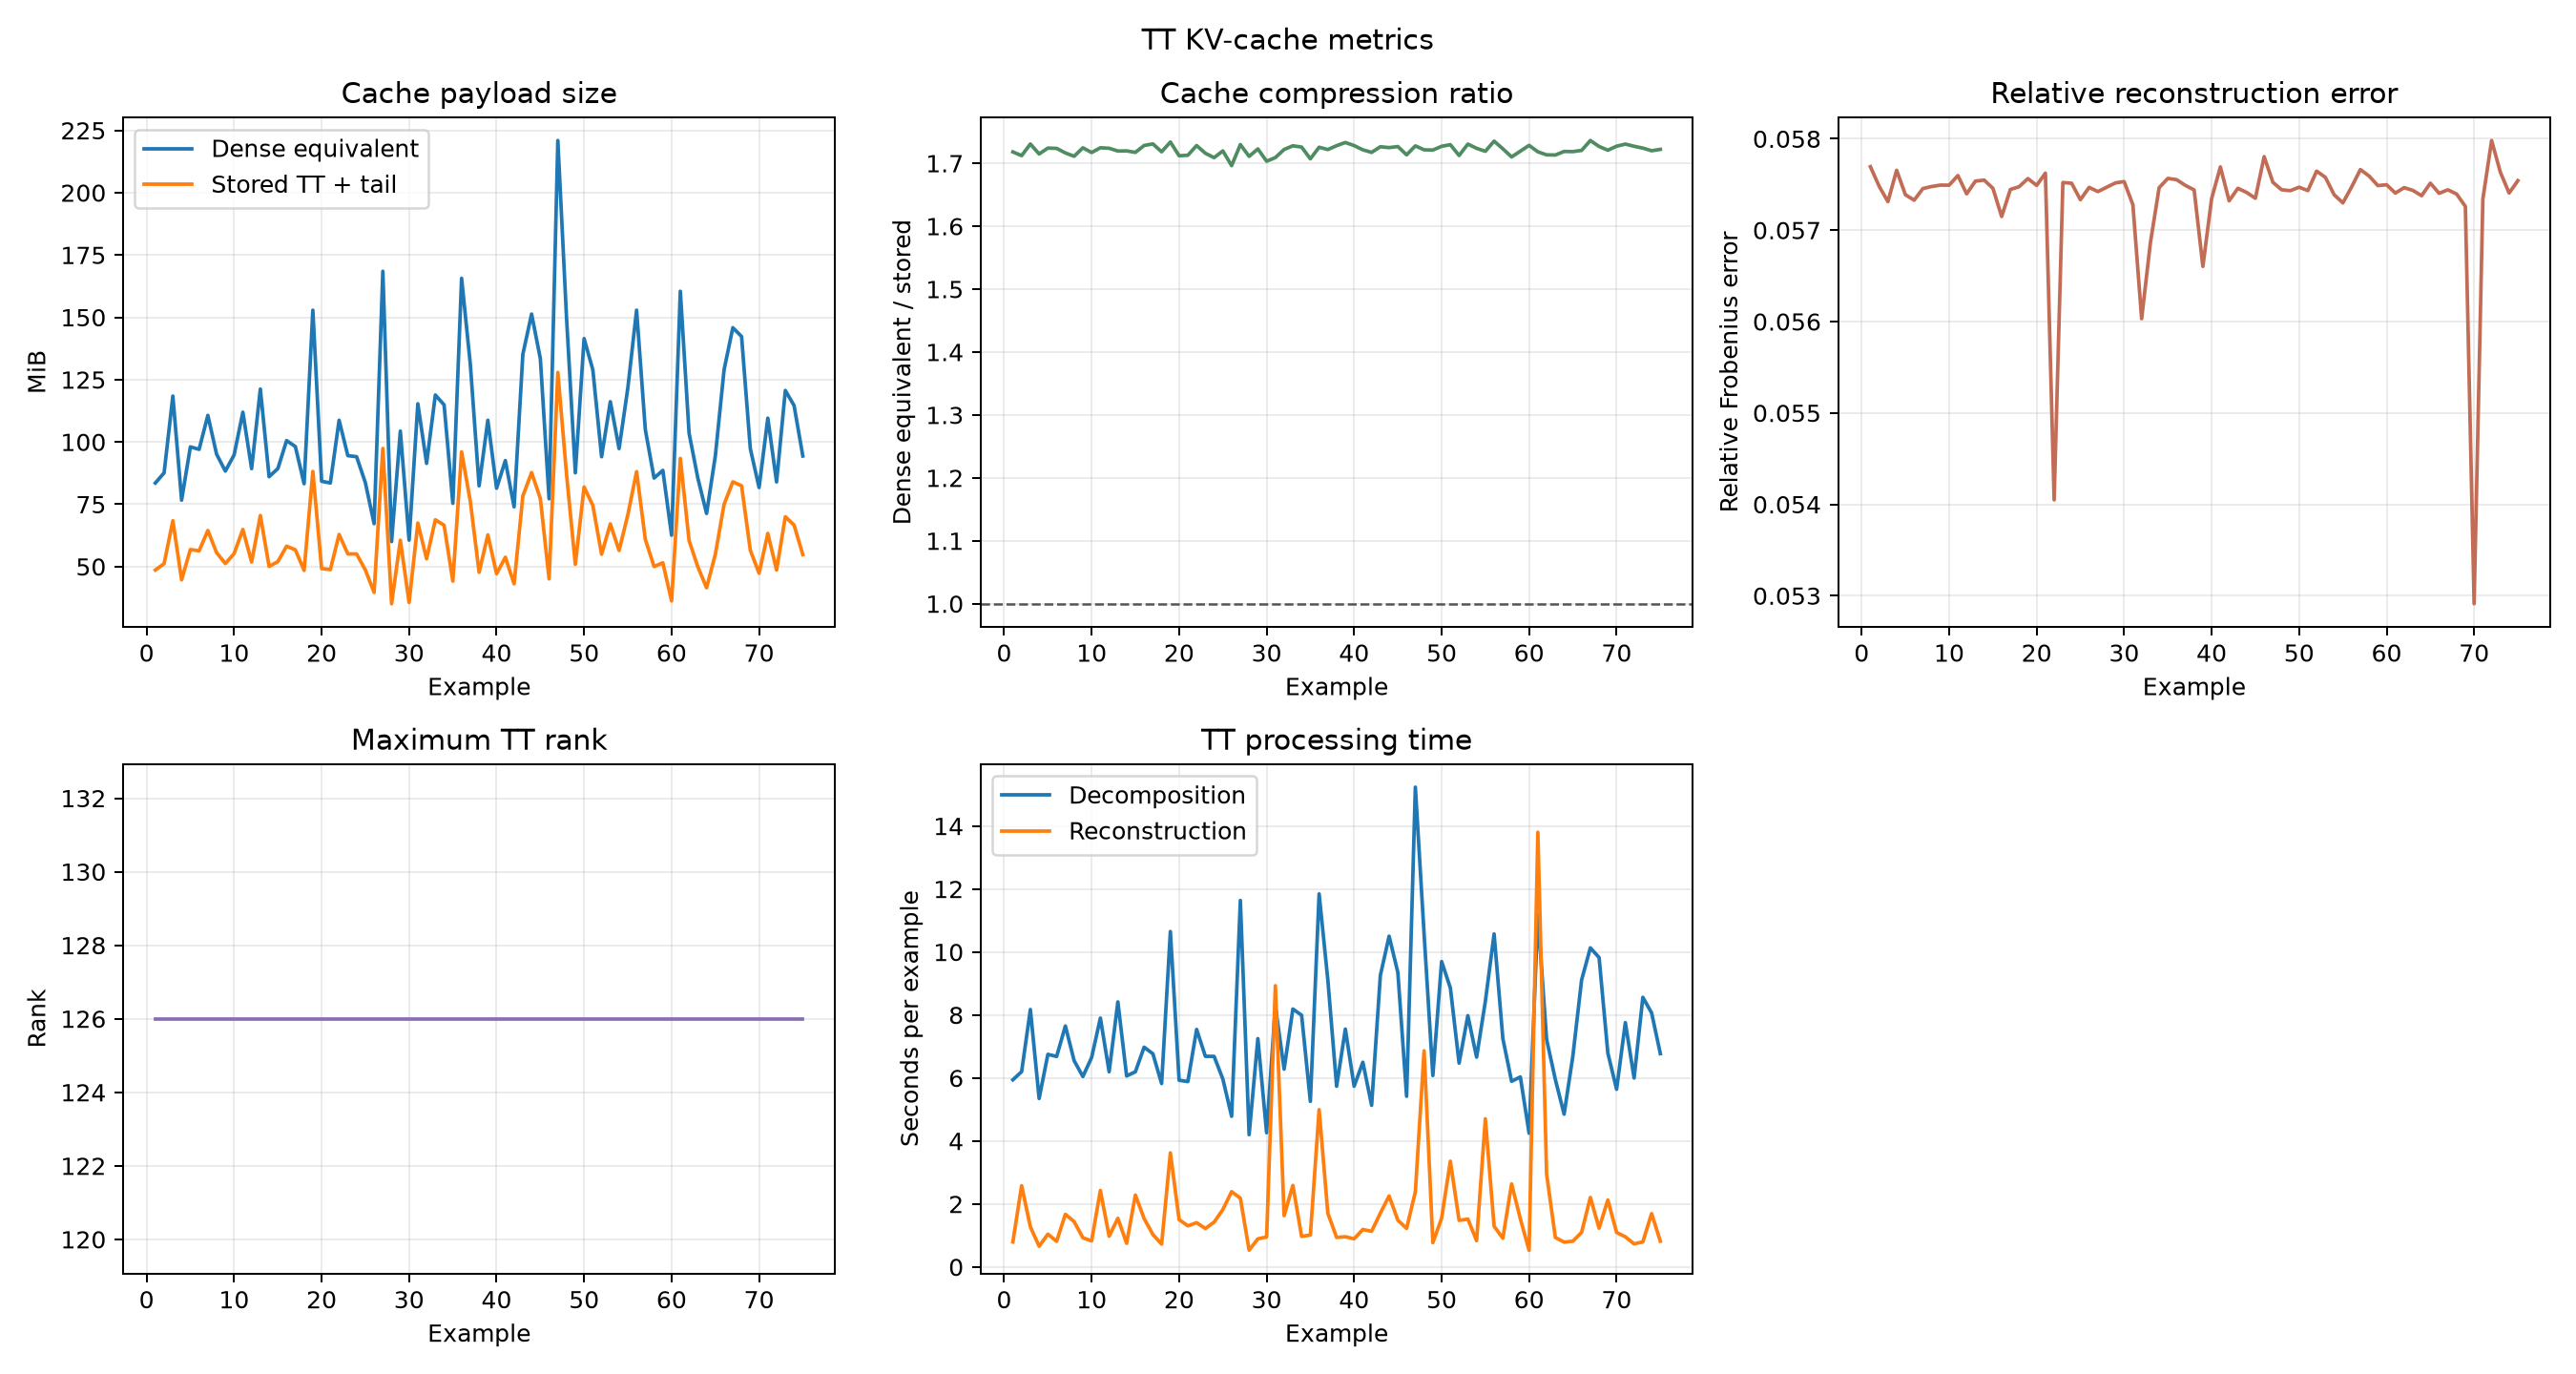 TT KV-cache metrics
Cache payload size
225
200
175
150
125
100
75
50
MiB
Dense equivalent
Stored TT + tail
0 10 20 30 40 50 60 70
Example
Cache compression ratio
1.7
1.6
1.5
1.4
1.3
1.2
1.1
1.0
Dense equivalent / stored
0 10 20 30 40 50 60 70
Example
Relative reconstruction error
0.058
0.057
0.056
0.055
0.054
0.053
Relative Frobenius error
0 10 20 30 40 50 60 70
Example
Maximum TT rank
132
130
128
126
124
122
120
Rank
0 10 20 30 40 50 60 70
Example
TT processing time
14
12
10
8
6
4
2
0
Seconds per example
Decomposition
Reconstruction
0 10 20 30 40 50 60 70
Example